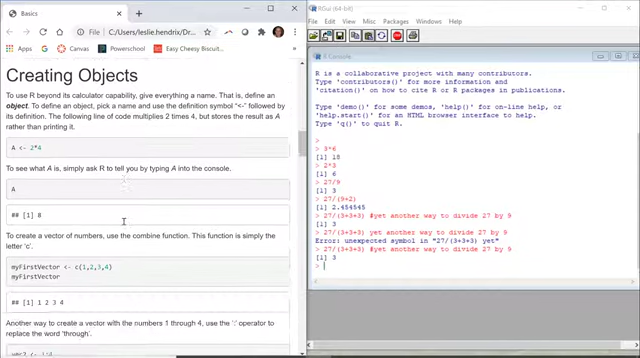 Basics
C:/Users/leslie.hendrix/Dr...
Apps
Canvas
Powerschool
Easy Cheesy Biscuit...
Creating Objects
To use R beyond its calculator capability, give everything a name. That is, define an
object. To define an object, pick a name and use the definition symbol "<-" followed by
its definition. The following line of code multiplies 2 times 4, but stores the result as A
rather than printing it.
A <- 2*4
To see what A is, simply ask R to tell you by typing A into the console.
A
## [1] 8
To create a vector of numbers, use the combine function. This function is simply the
letter 'c'.
myFirstVector <- c(1,2,3,4)
myFirstVector
## [1] 1 2 3 4
Another way to create a vector with the numbers 1 through 4, use the ':' operator to
replace the word 'through'.
vec2 <- 1:4
RGui (64-bit)
File Edit View Misc Packages Windows Help
R Console
R is a collaborative project with many contributors.
Type 'contributors()' for more information and
'citation()' on how to cite R or R packages in publications.
Type 'demo()' for some demos, 'help()' for on-line help, or
'help.start()' for an HTML browser interface to help.
Type 'q()' to quit R.
> 3*6
[1] 18
> 2*3
[1] 6
> 27/9
[1] 3
> 27/(9+2)
[1] 2.454545
> 27/(3+3+3) #yet another way to divide 27 by 9
[1] 3
> 27/(3+3+3) yet another way to divide 27 by 9
Error: unexpected symbol in "27/(3+3+3) yet"
> 27/(3+3+3) #yet another way to divide 27 by 9
[1] 3
>